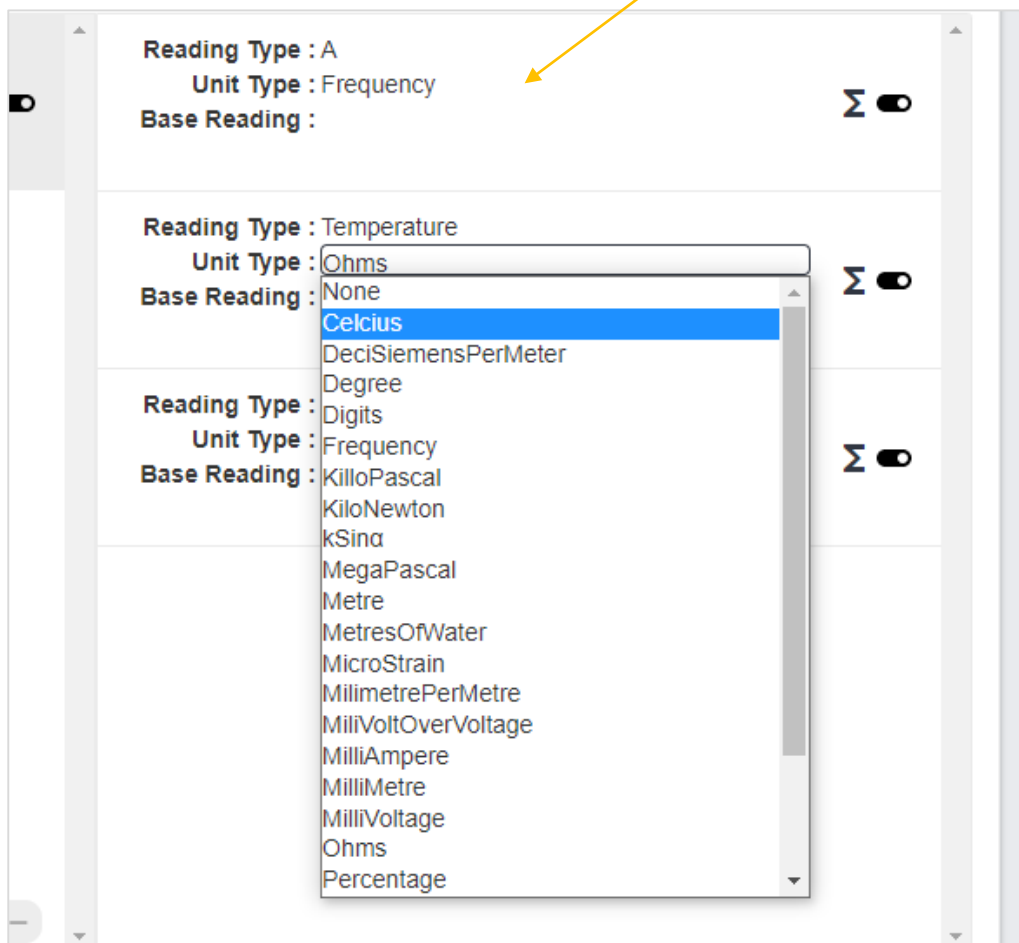 Reading Type : A
Unit Type : Frequency
Base Reading :
Σ
Reading Type : Temperature
Unit Type : Ohms
Base Reading :
Σ
None
Celcius
DeciSiemensPerMeter
Degree
Digits
Frequency
KilloPascal
KiloNewton
kSinα
MegaPascal
Metre
MetresOfWater
MicroStrain
MilimetrePerMetre
MiliVoltOverVoltage
MilliAmpere
MilliMetre
MilliVoltage
Ohms
Percentage
Reading Type :
Unit Type :
Base Reading :
Σ